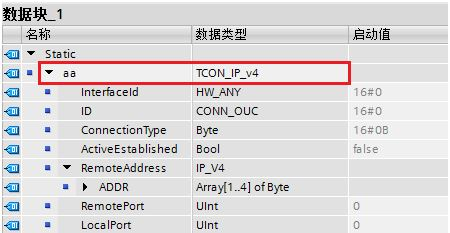 数据块_1
名称 数据类型 启动值
Static
aa TCON_IP_v4
InterfaceId HW_ANY 16#0
ID CONN_OUC 16#0
ConnectionType Byte 16#0B
ActiveEstablished Bool false
RemoteAddress IP_V4
ADDR Array[1..4] of Byte
RemotePort UInt 0
LocalPort UInt 0